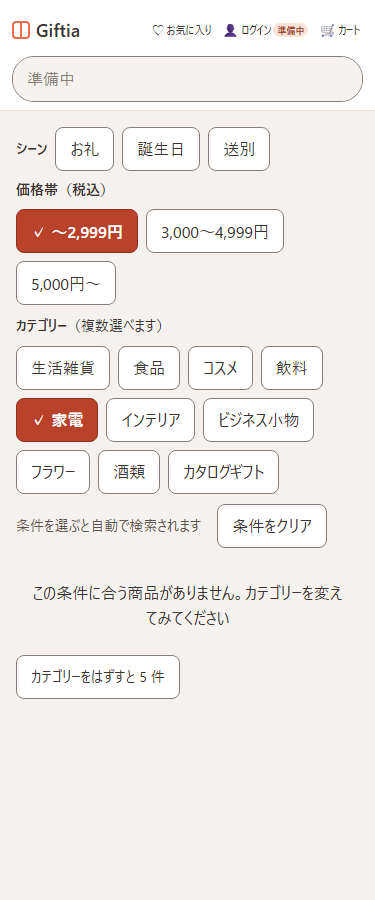 Giftia ♡ お気に入り 👤 ログイン 準備中 🛒 カート
準備中
シーン お礼 誕生日 送別
価格帯（税込）
✓ 〜2,999円 3,000〜4,999円
5,000円〜
カテゴリー（複数選べます）
生活雑貨 食品 コスメ 飲料
✓ 家電 インテリア ビジネス小物
フラワー 酒類 カタログギフト
条件を選ぶと自動で検索されます 条件をクリア
この条件に合う商品がありません。カテゴリーを変え
てみてください
カテゴリーをはずすと 5 件